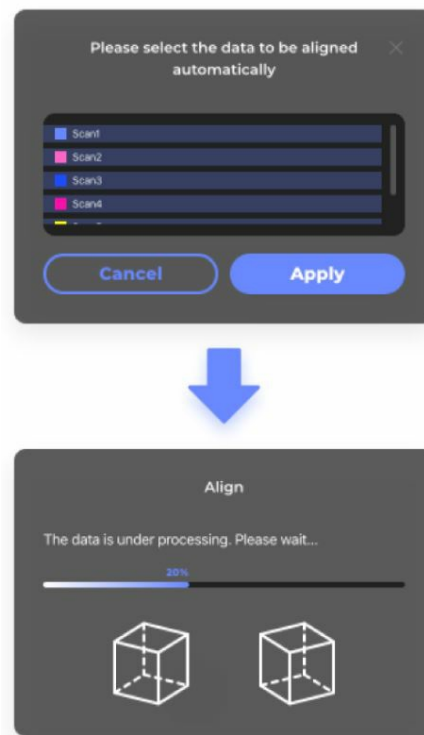 Please select the data to be aligned
automatically
Scan1
Scan2
Scan3
Scan4
Cancel
Apply
Align
The data is under processing. Please wait...
20%